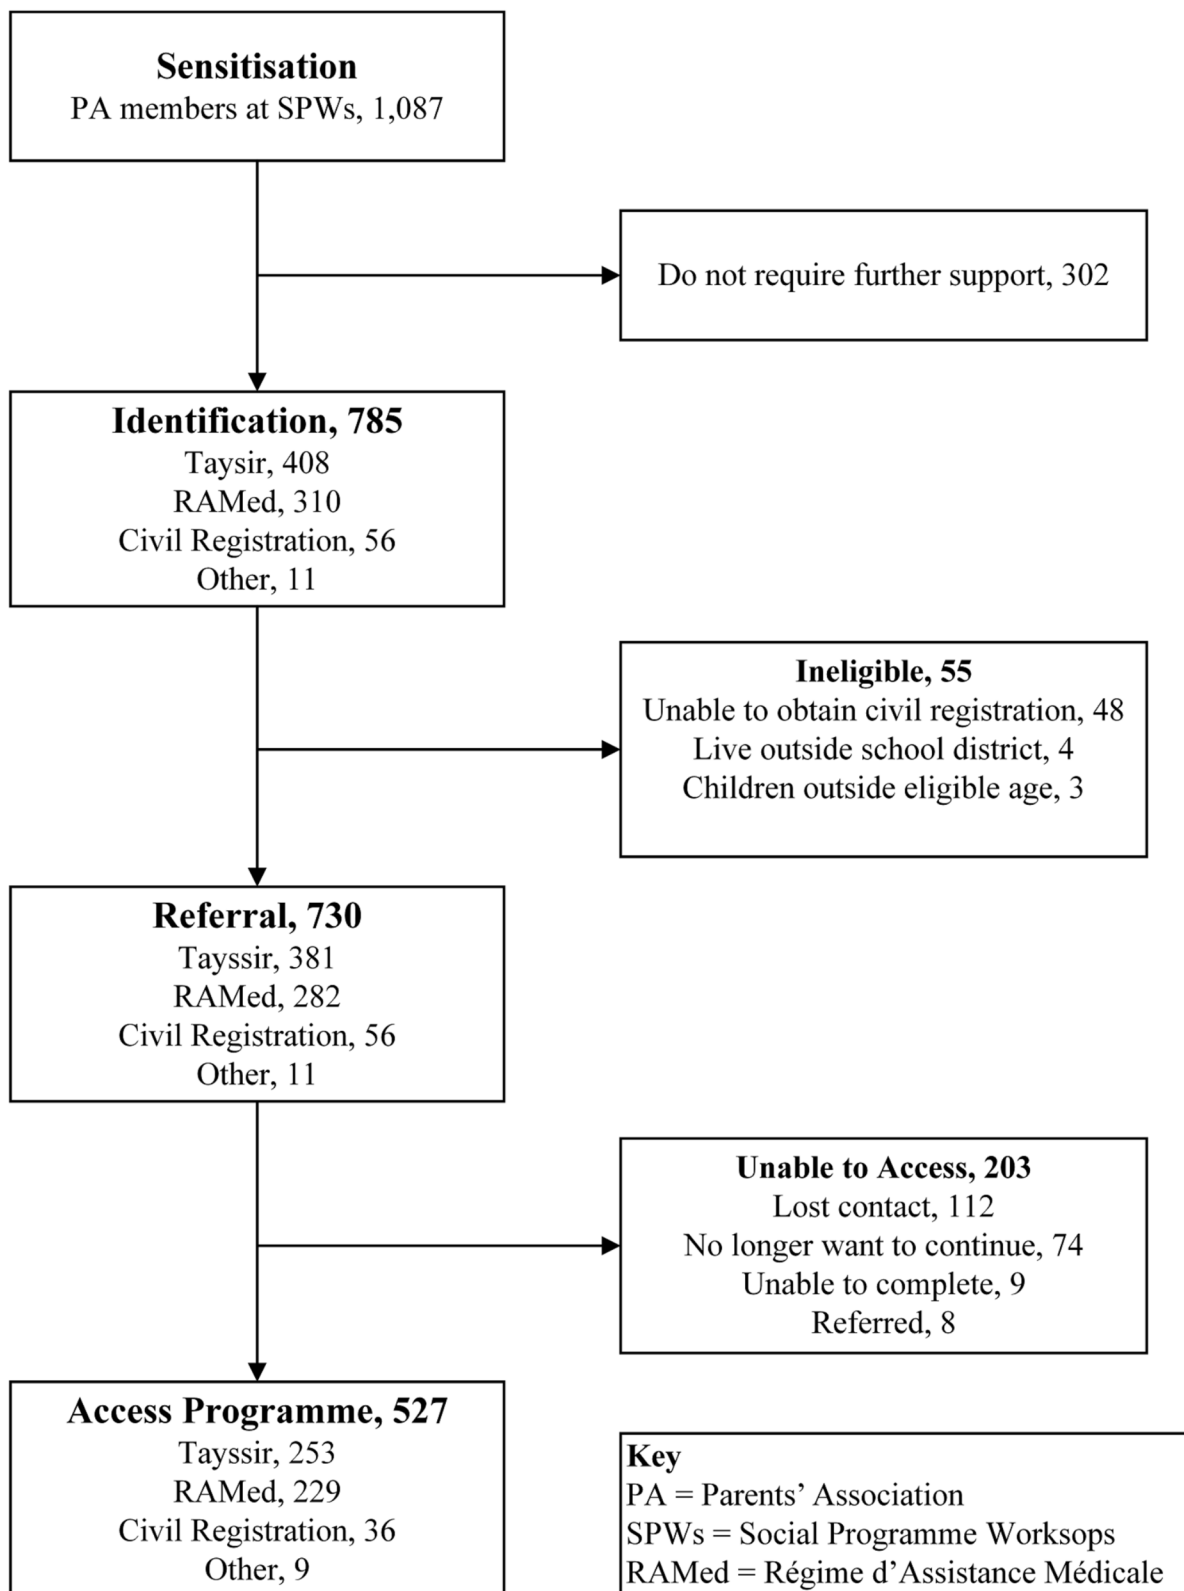 Sensitisation
PA members at SPWs, 1,087
Do not require further support, 302
Identification, 785
Taysir, 408
RAMed, 310
Civil Registration, 56
Other, 11
Ineligible, 55
Unable to obtain civil registration, 48
Live outside school district, 4
Children outside eligible age, 3
Referral, 730
Tayssir, 381
RAMed, 282
Civil Registration, 56
Other, 11
Unable to Access, 203
Lost contact, 112
No longer want to continue, 74
Unable to complete, 9
Referred, 8
Access Programme, 527
Tayssir, 253
RAMed, 229
Civil Registration, 36
Other, 9
Key
PA = Parents’ Association
SPWs = Social Programme Worksops
RAMed = Régime d’Assistance Médicale